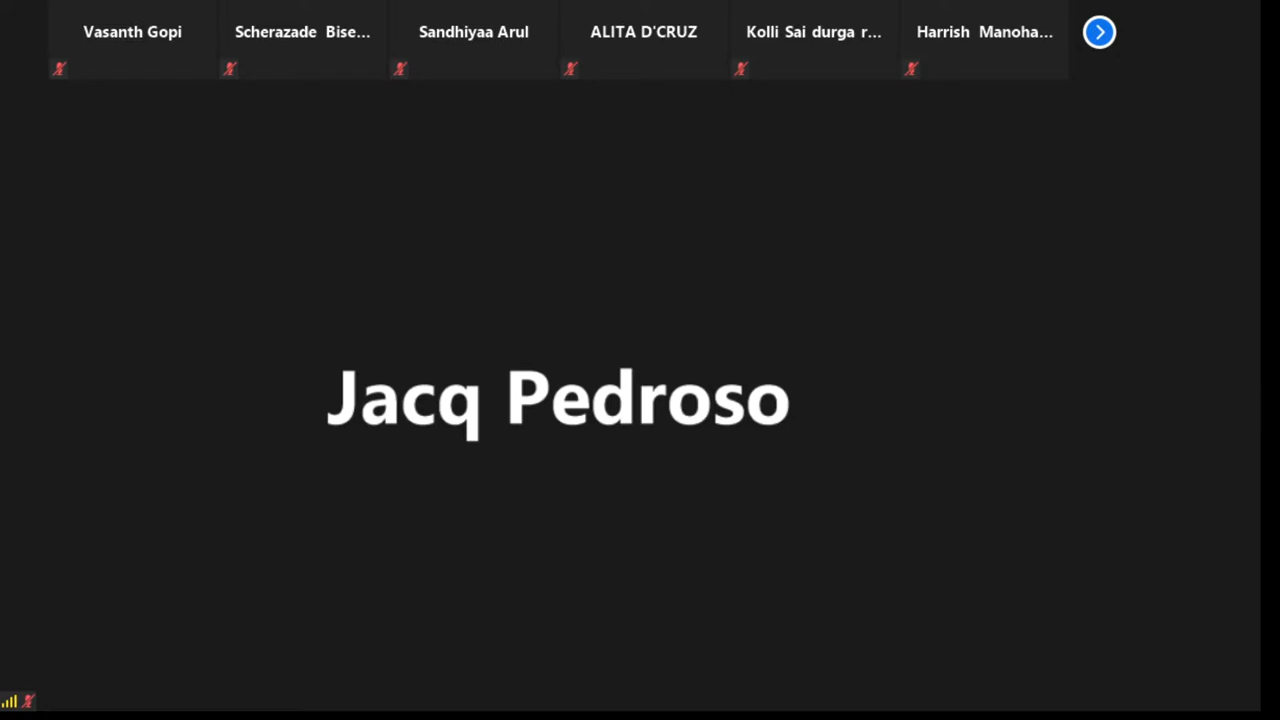 Vasanth Gopi
Scherazade Bise...
Sandhiyaa Arul
ALITA D'CRUZ
Kolli Sai durga r...
Harrish Manoha...
Jacq Pedroso